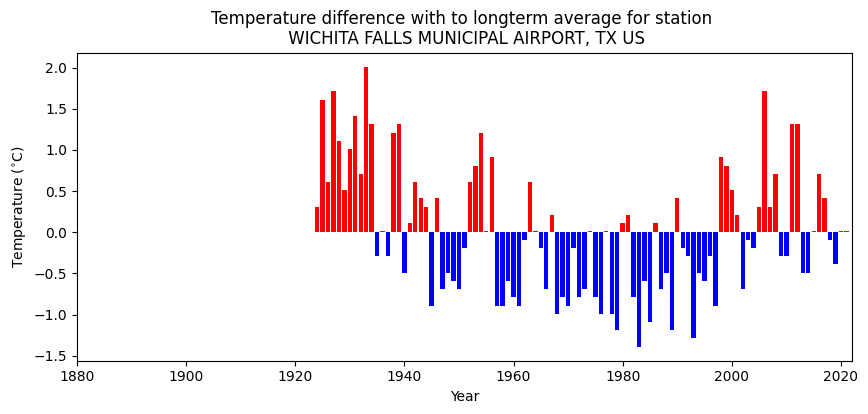 Temperature difference with to longterm average for station
WICHITA FALLS MUNICIPAL AIRPORT, TX US
Temperature (°C)
2.0
1.5
1.0
0.5
0.0
−0.5
−1.0
−1.5
1880 1900 1920 1940 1960 1980 2000 2020
Year